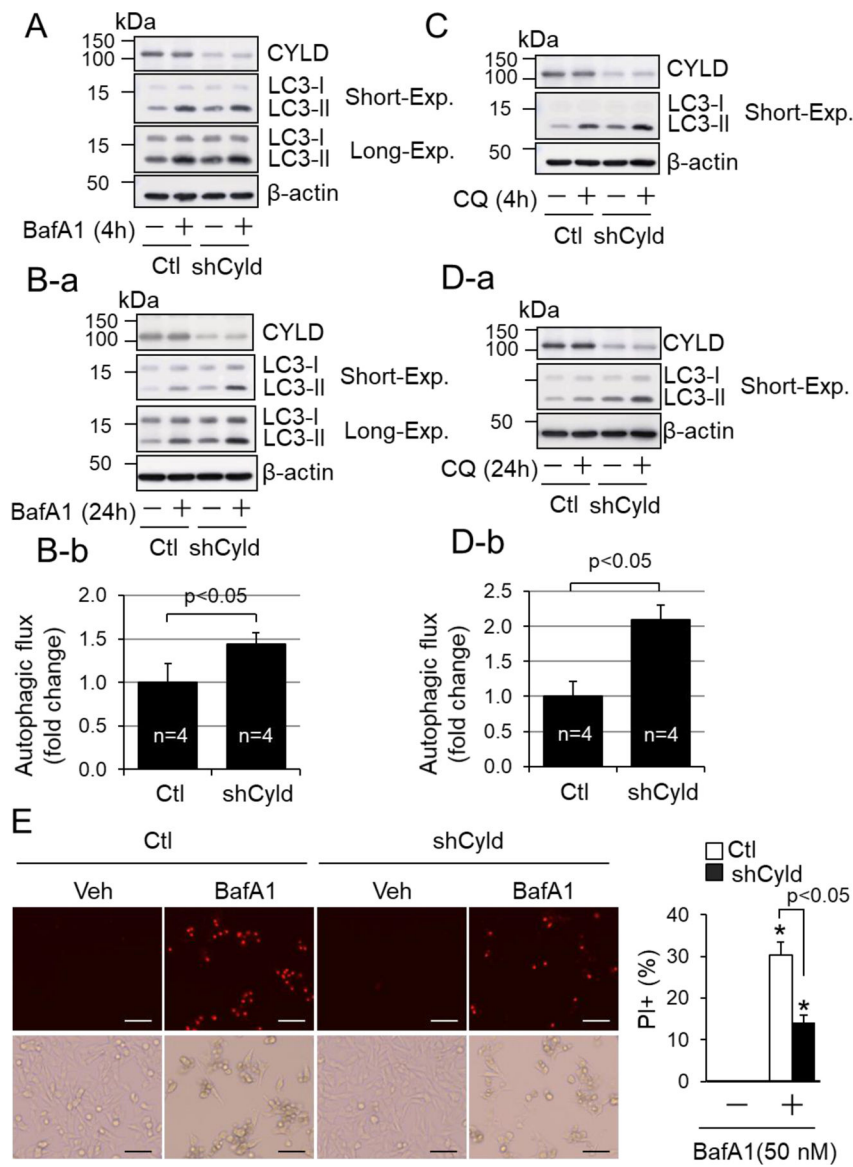 A
kDa
150
100
CYLD
15
LC3-I
LC3-II
Short-Exp.
15
LC3-I
LC3-II
Long-Exp.
50
β-actin
BafA1 (4h) − + − +
Ctl shCyld
C
kDa
150
100
CYLD
15
LC3-I
LC3-II
Short-Exp.
50
β-actin
CQ (4h) − + − +
Ctl shCyld
B-a
kDa
150
100
CYLD
15
LC3-I
LC3-II
Short-Exp.
15
LC3-I
LC3-II
Long-Exp.
50
β-actin
BafA1 (24h) − + − +
Ctl shCyld
D-a
kDa
150
100
CYLD
15
LC3-I
LC3-II
Short-Exp.
50
β-actin
CQ (24h) − + − +
Ctl shCyld
B-b
Autophagic flux
(fold change)
2.0
1.5
1.0
0.5
0.0
p<0.05
n=4 n=4
Ctl shCyld
D-b
Autophagic flux
(fold change)
2.5
2.0
1.5
1.0
0.5
0.0
p<0.05
n=4 n=4
Ctl shCyld
E
Ctl shCyld
Veh BafA1 Veh BafA1
Ctl
shCyld
p<0.05
PI+ (%)
40
30
20
10
0
* *
− +
BafA1(50 nM)